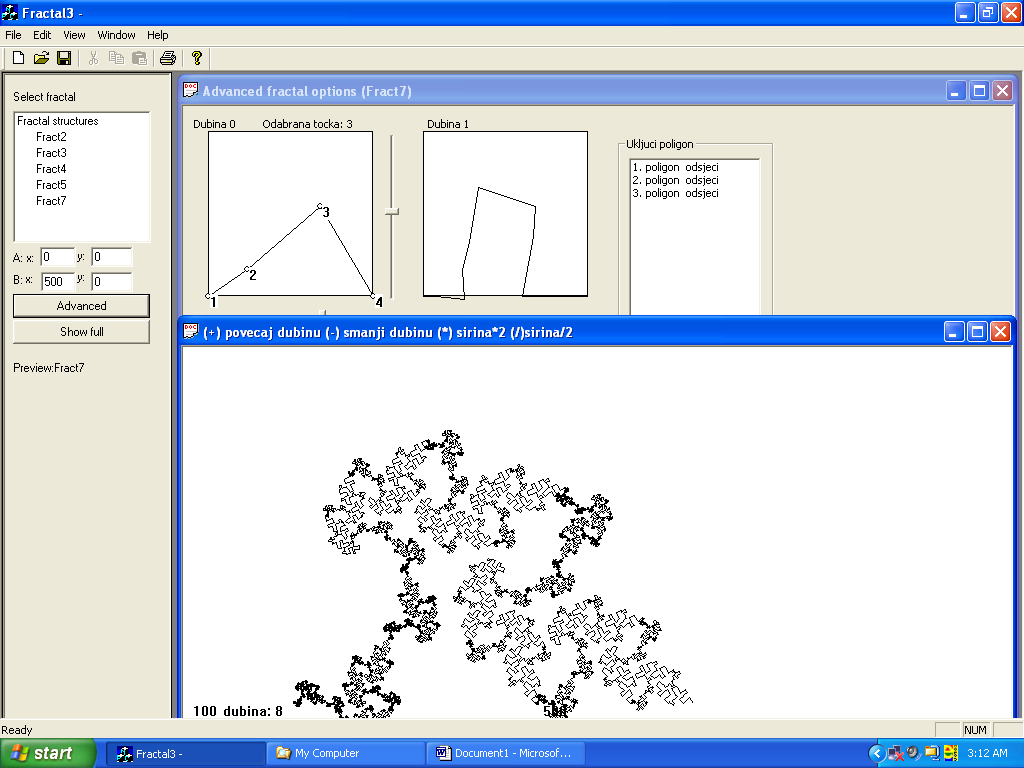 Fractal3 -
File Edit View Window Help
Select fractal
Fractal structures
Fract2
Fract3
Fract4
Fract5
Fract7
A: x: 0 y: 0
B: x: 500 y: 0
Advanced
Show full
Preview:Fract7
Advanced fractal options (Fract7)
Dubina 0 Odabrana tocka: 3
1
2
3
4
Dubina 1
Ukljuci poligon
1. poligon odsjeci
2. poligon odsjeci
3. poligon odsjeci
(+) povecaj dubinu (-) smanji dubinu (*) sirina*2 (/)sirina/2
100 dubina: 8
Ready
NUM
start
Fractal3 -
My Computer
Document1 - Microsof...
3:12 AM